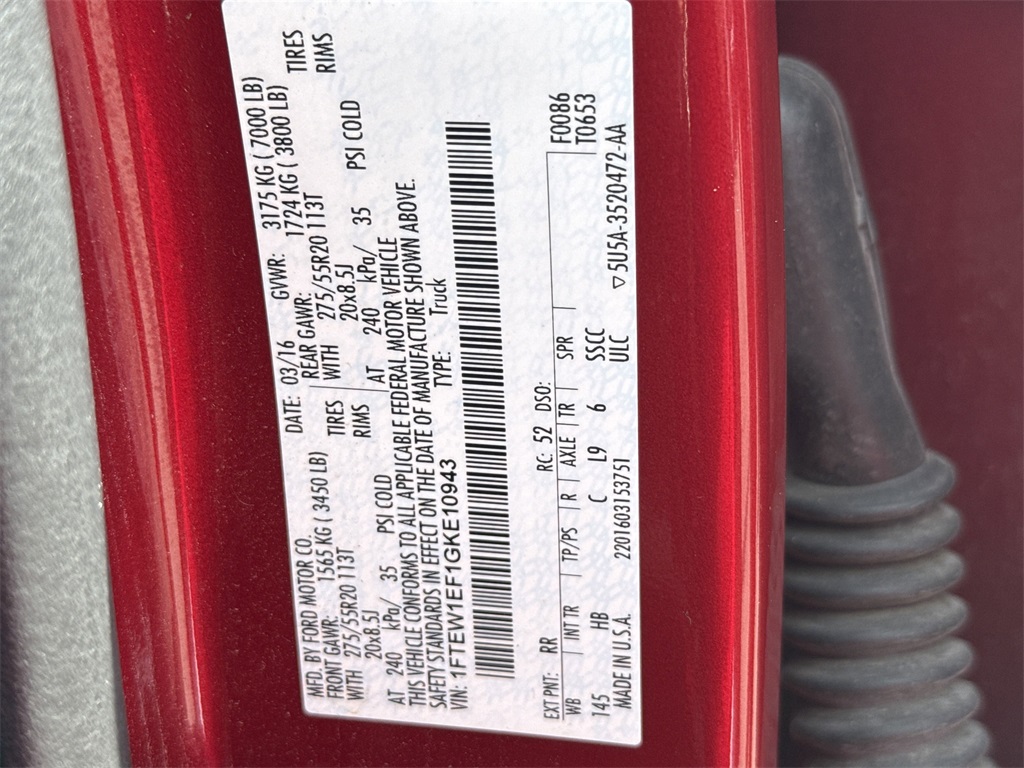 MFD. BY FORD MOTOR CO. DATE: 03/16 GVWR: 3175 KG ( 7000 LB)
FRONT GAWR: 1565 KG ( 3450 LB) REAR GAWR: 1724 KG ( 3800 LB)
WITH 275/55R20 113T TIRES WITH 275/55R20 113T TIRES
20x8.5J RIMS 20x8.5J RIMS
AT 240 kPa/ 35 PSI COLD AT 240 kPa/ 35 PSI COLD
THIS VEHICLE CONFORMS TO ALL APPLICABLE FEDERAL MOTOR VEHICLE
SAFETY STANDARDS IN EFFECT ON THE DATE OF MANUFACTURE SHOWN ABOVE.
VIN: 1FTEW1EF1GKE10943 TYPE: Truck
EXT PNT: RR RC: 52 DSO: F0086
WB INT TR TP/PS R AXLE TR SPR T0653
145 HB C L9 6 SSCC ▽5U5A-3520472-AA
MADE IN U.S.A. 220160315​3751 ULC